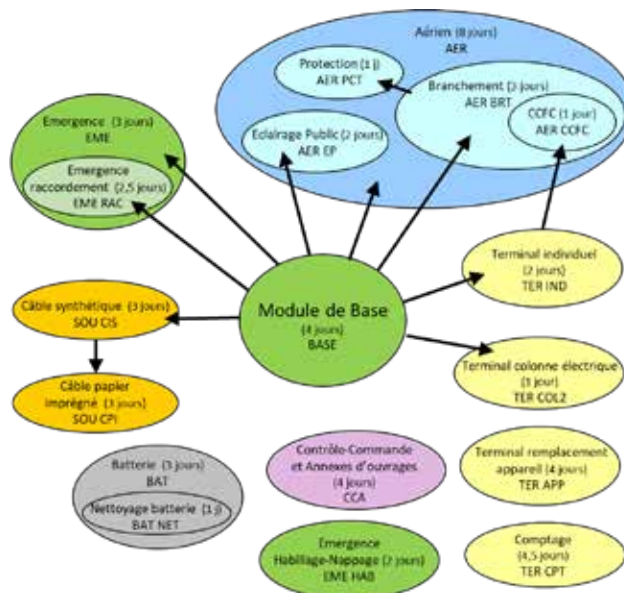 Aérien (8 jours)
AER
Protection (1 j)
AER PCT
Branchement (2 jours)
AER BRT
CCFC (1 jour)
AER CCFC
Eclairage Public (2 jours)
AER EP
Emergence (3 jours)
EME
Emergence
raccordement (2,5 jours)
EME RAC
Terminal individuel
(2 jours)
TER IND
Câble synthétique (3 jours)
SOU CIS
Module de Base
(4 jours)
BASE
Terminal colonne électrique
(1 jour)
TER COL2
Câble papier
imprégné (3 jours)
SOU CPI
Contrôle-Commande
et Annexes d'ouvrages
(4 jours)
CCA
Terminal remplacement
appareil (4 jours)
TER APP
Batterie (3 jours)
BAT
Nettoyage batterie (1 j)
BAT NET
Emergence
Habillage-Nappage (2 jours)
EME HAB
Comptage
(4,5 jours)
TER CPT